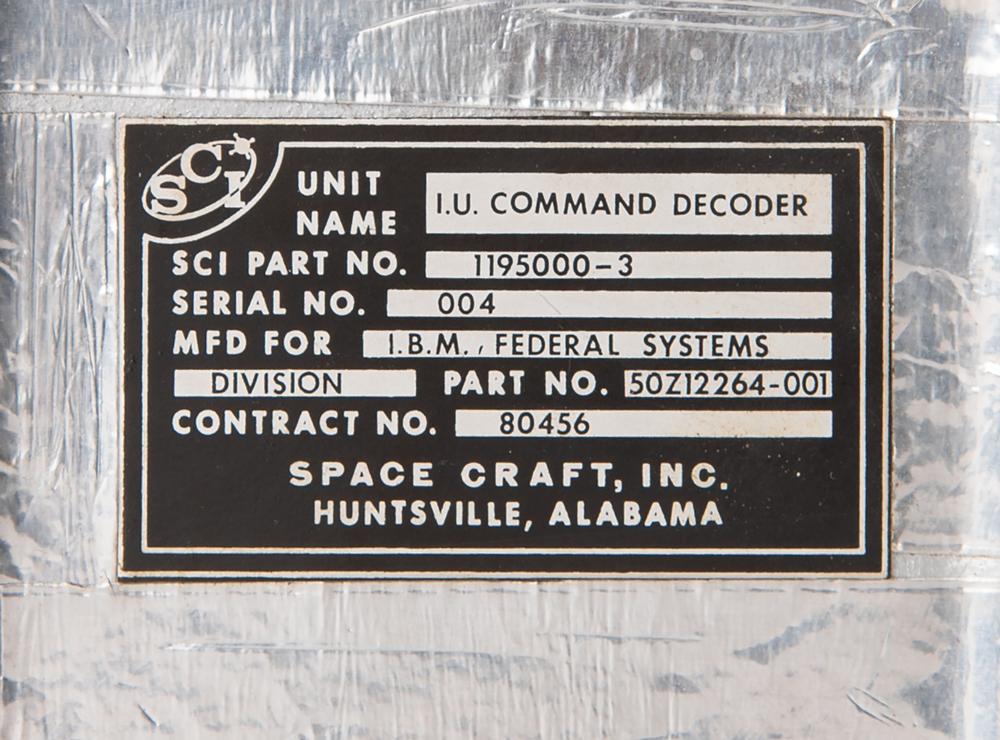 SCI
UNIT NAME I.U. COMMAND DECODER
SCI PART NO. 1195000-3
SERIAL NO. 004
MFD FOR I.B.M., FEDERAL SYSTEMS
DIVISION PART NO. 50Z12264-001
CONTRACT NO. 80456
SPACE CRAFT, INC.
HUNTSVILLE, ALABAMA